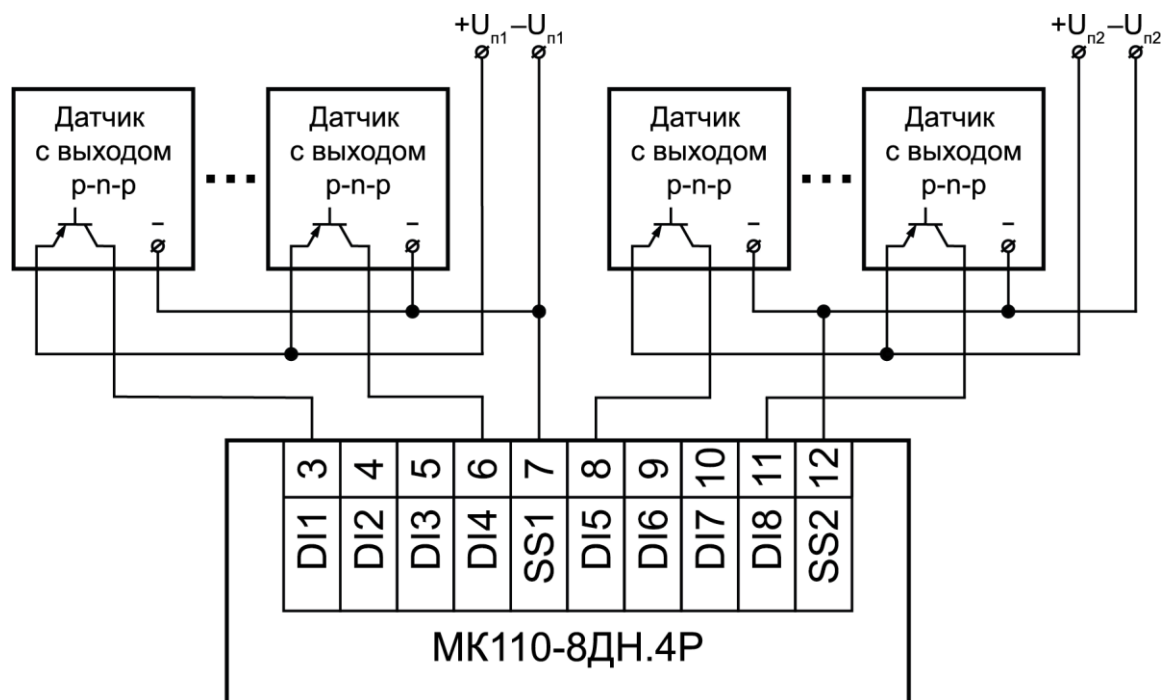 +Uп1 –Uп1
+Uп2 –Uп2
Датчик
с выходом
p-n-p
–
...
Датчик
с выходом
p-n-p
–
Датчик
с выходом
p-n-p
–
...
Датчик
с выходом
p-n-p
–
3 4 5 6 7 8 9 10 11 12
DI1 DI2 DI3 DI4 SS1 DI5 DI6 DI7 DI8 SS2
МК110-8ДН.4Р